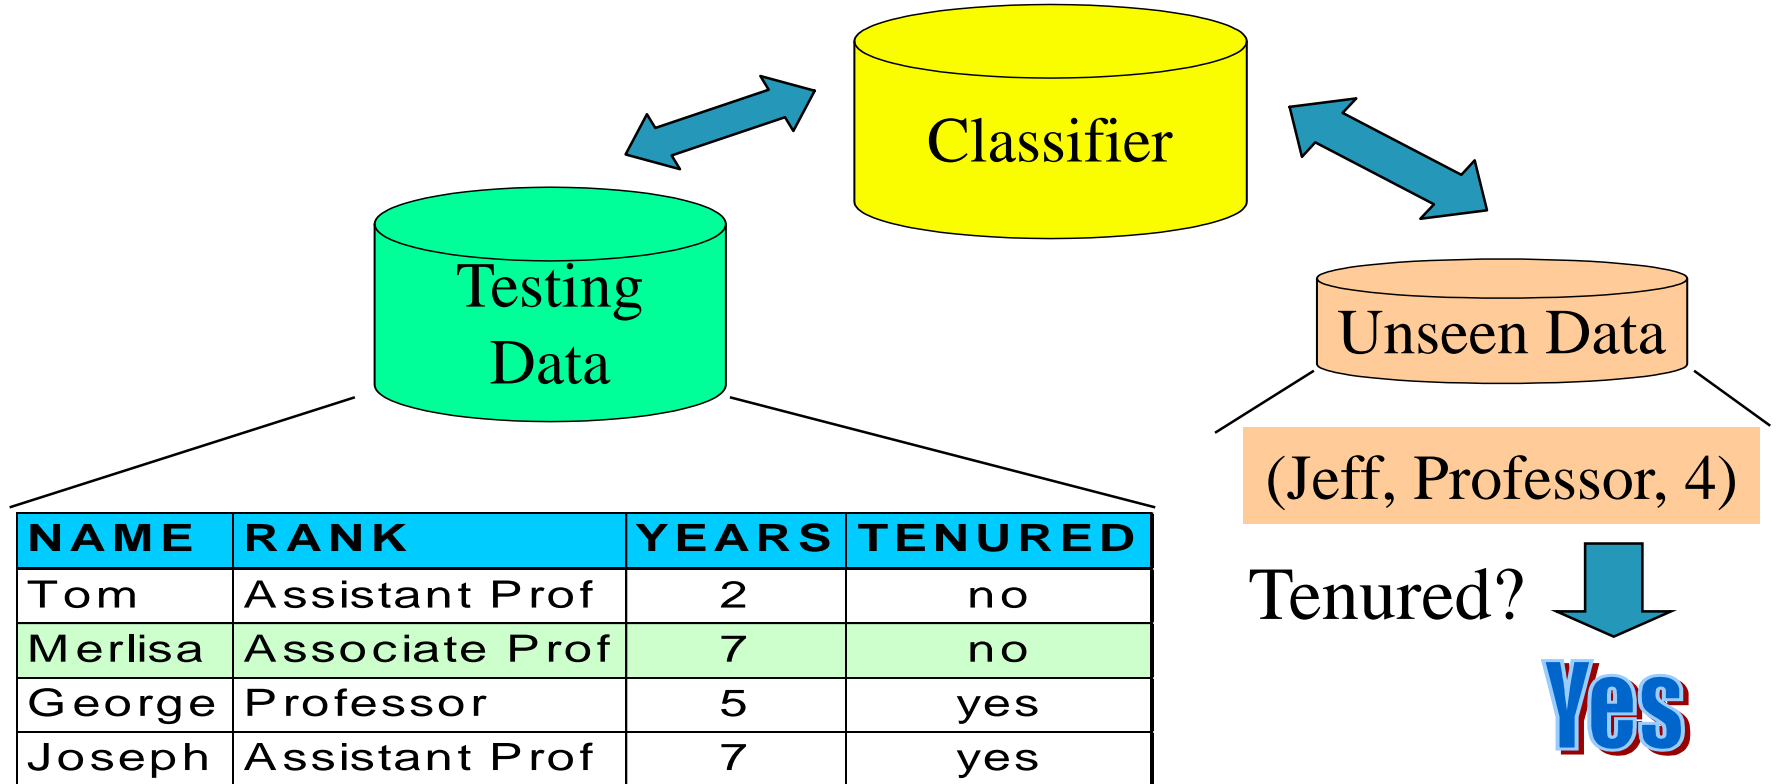 Classifier
Testing
Data
Unseen Data
(Jeff, Professor, 4)
NAME RANK YEARS TENURED
Tom Assistant Prof 2 no
Merlisa Associate Prof 7 no
George Professor 5 yes
Joseph Assistant Prof 7 yes
Tenured?
Yes